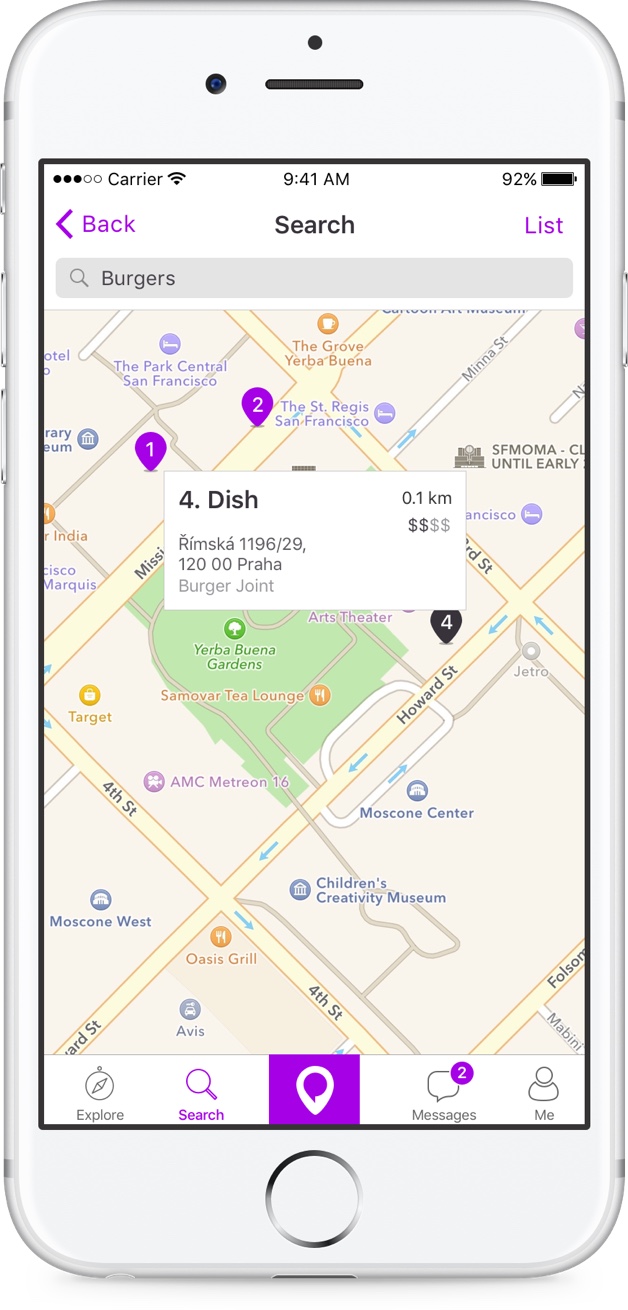 Carrier
9:41 AM
92%
Back
Search
List
Burgers
Cartoon Art Museum
The Grove
Yerba Buena
Minna St
otel
The Park Central
San Francisco
2
The St. Regis
San Francisco
rary
eum
1
SFMOMA - CL
UNTIL EARLY
4. Dish
0.1 km
$$$$
Římská 1196/29,
120 00 Praha
Burger Joint
r India
ancisco
cisco
Marquis
Missi
rd St
Arts Theater
4
Yerba Buena
Gardens
Jetro
Samovar Tea Lounge
Howard St
Target
AMC Metreon 16
4th St
Moscone Center
Children's
Creativity Museum
Moscone West
Oasis Grill
Folsom
4th St
Avis
Mabini
ard St
Explore
Search
2
Messages
Me